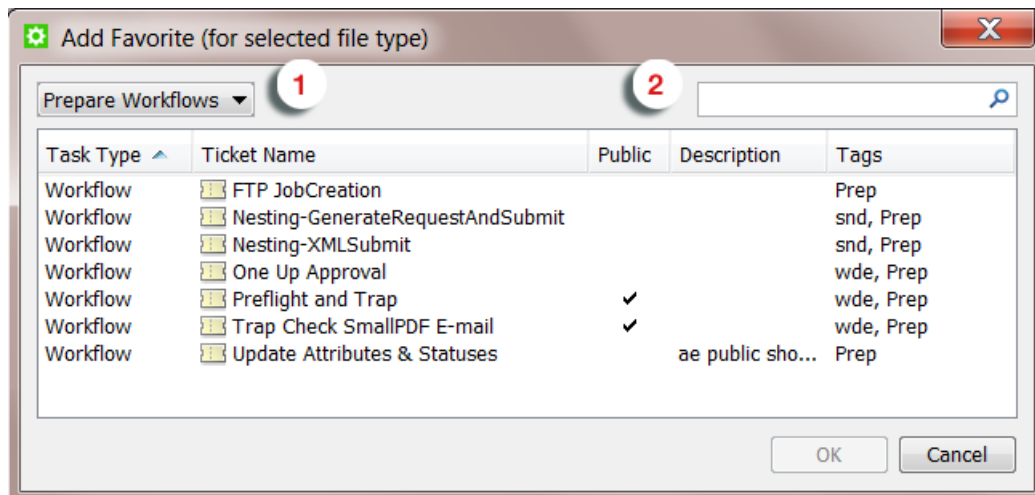 Add Favorite (for selected file type)
X
Prepare Workflows 1 2
Task Type Ticket Name Public Description Tags
Workflow FTP JobCreation Prep
Workflow Nesting-GenerateRequestAndSubmit snd, Prep
Workflow Nesting-XMLSubmit snd, Prep
Workflow One Up Approval wde, Prep
Workflow Preflight and Trap ✔ wde, Prep
Workflow Trap Check SmallPDF E-mail ✔ wde, Prep
Workflow Update Attributes & Statuses ae public sho... Prep
OK Cancel